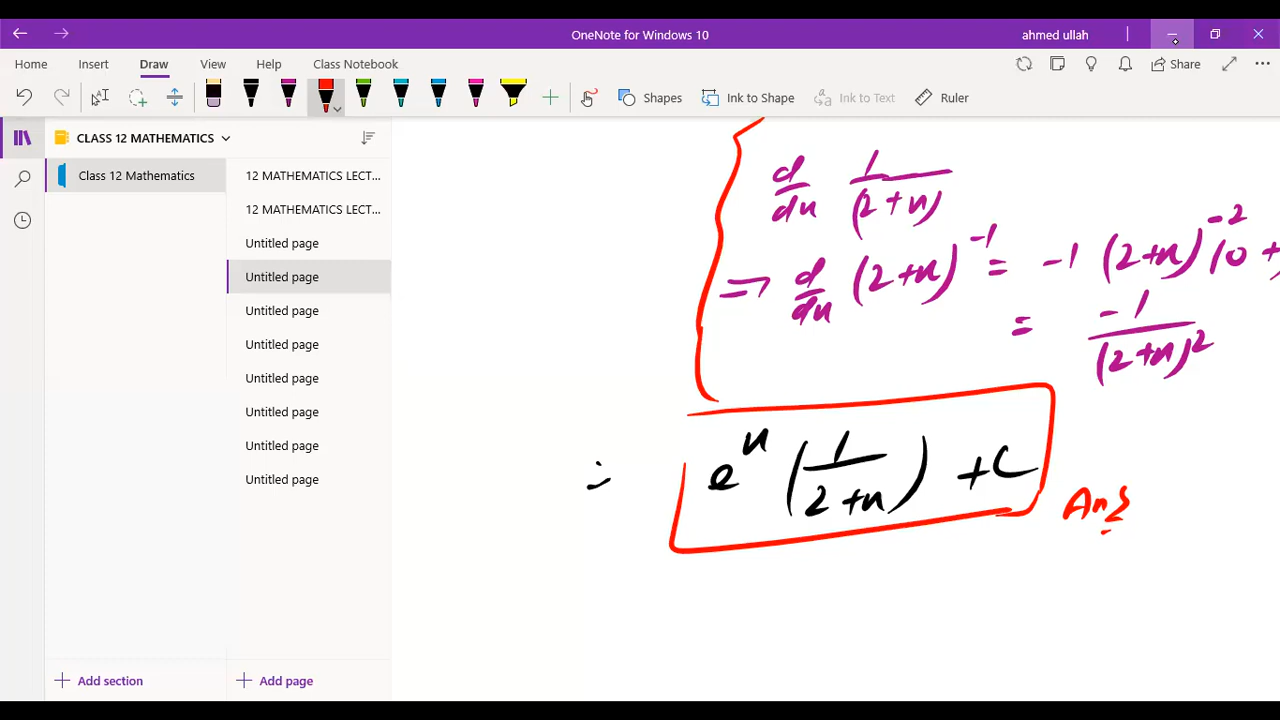 OneNote for Windows 10
ahmed ullah
Home Insert Draw View Help Class Notebook
Share
Shapes Ink to Shape Ink to Text Ruler
CLASS 12 MATHEMATICS
Class 12 Mathematics
12 MATHEMATICS LECT...
12 MATHEMATICS LECT...
Untitled page
Untitled page
Untitled page
Untitled page
Untitled page
Untitled page
Untitled page
Untitled page
Add section
Add page
d/dx 1/(2+x)
=> d/dx (2+x)^-1 = -1 (2+x)^-2 (0+
= -1/(2+x)^2
= e^x (1/(2+x)) + C
Ans